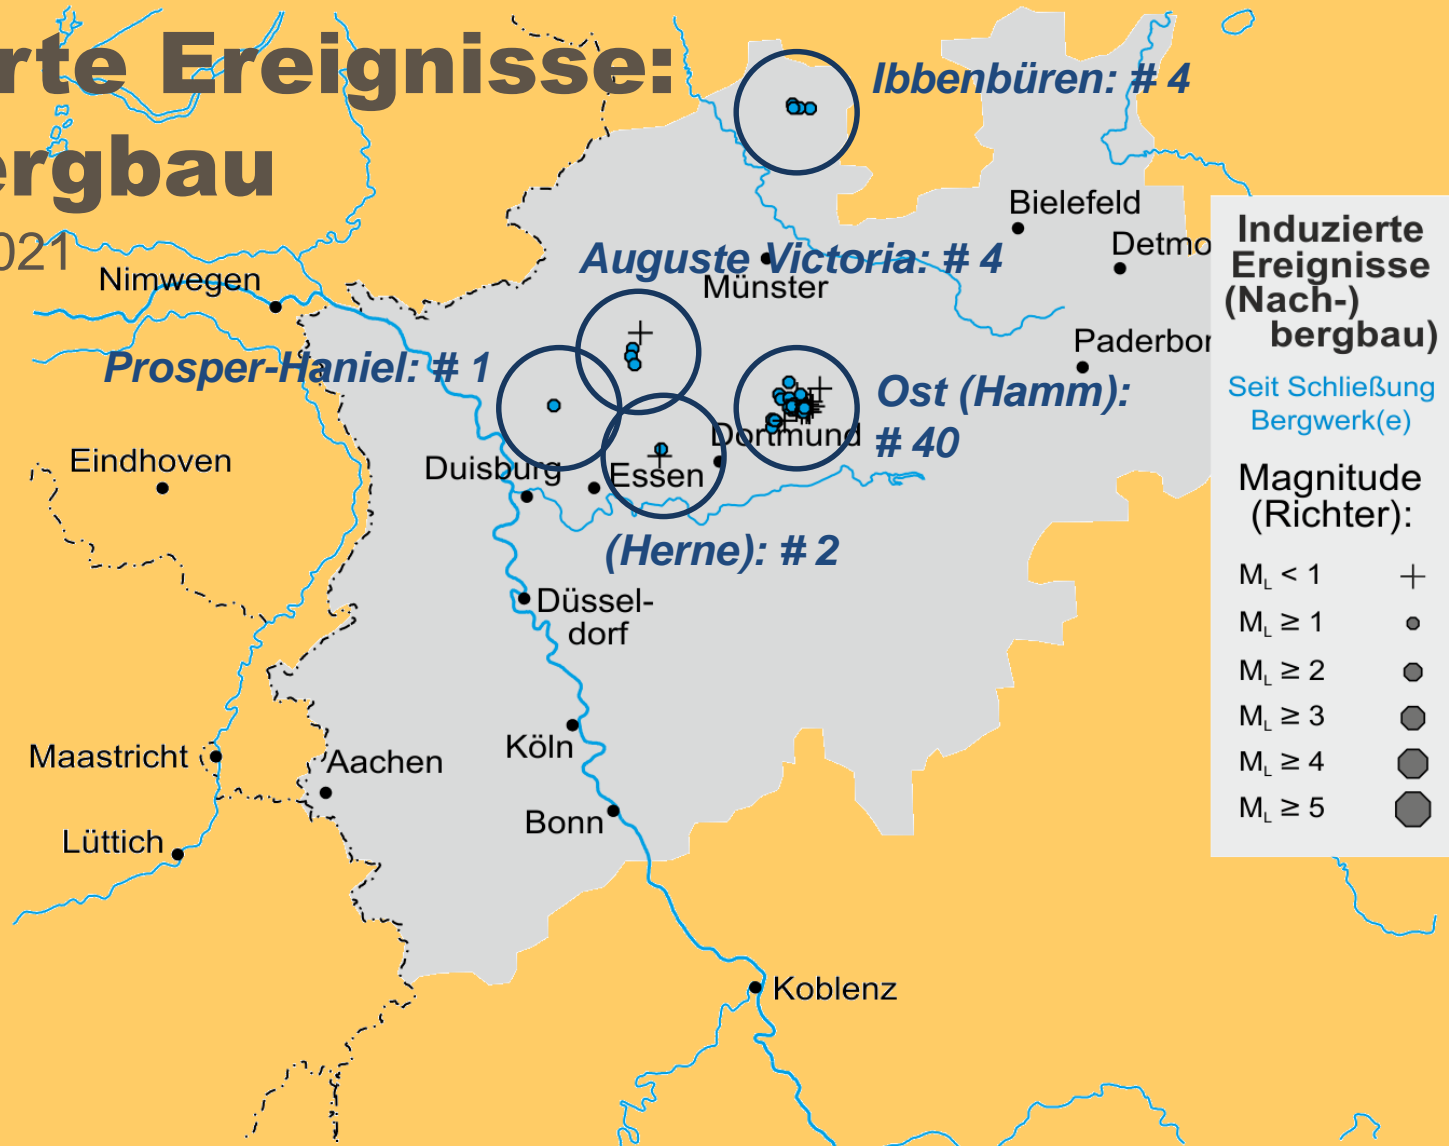 rte Ereignisse:
ergbau
021
Ibbenbüren: # 4
Bielefeld
Detmo
Auguste Victoria: # 4
Münster
Nimwegen
Prosper-Haniel: # 1
Paderbor
Ost (Hamm):
# 40
Dortmund
Eindhoven
Duisburg
Essen
(Herne): # 2
Düssel-
dorf
Köln
Maastricht
Aachen
Bonn
Lüttich
Koblenz
Induzierte
Ereignisse
(Nach-)
bergbau)
Seit Schließung
Bergwerk(e)
Magnitude
(Richter):
ML < 1
ML ≥ 1
ML ≥ 2
ML ≥ 3
ML ≥ 4
ML ≥ 5